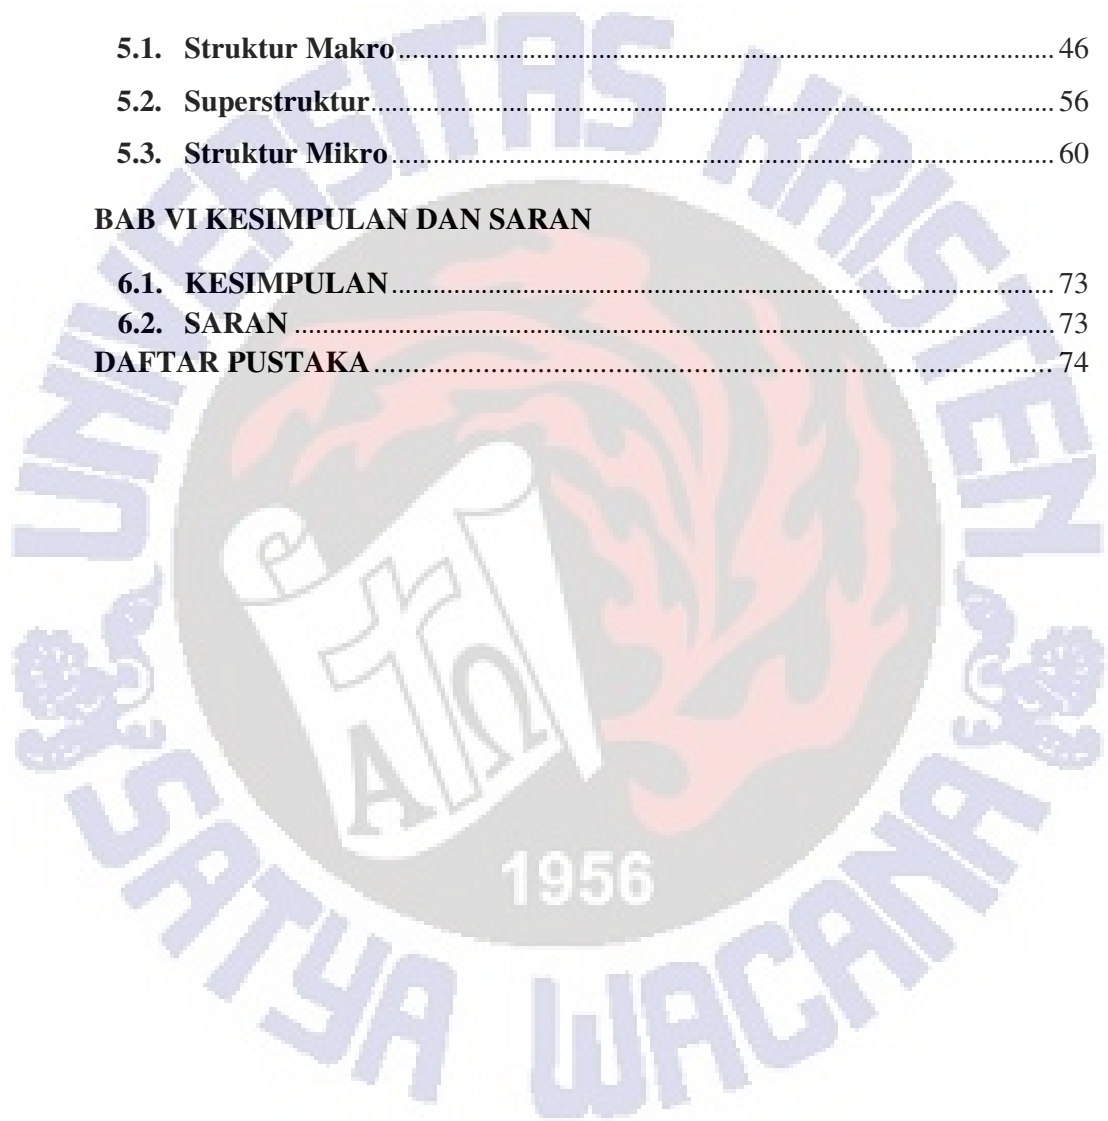 5.1. Struktur Makro........................................................................ 46
5.2. Superstruktur........................................................................ 56
5.3. Struktur Mikro........................................................................ 60
BAB VI KESIMPULAN DAN SARAN
6.1. KESIMPULAN........................................................................ 73
6.2. SARAN........................................................................ 73
DAFTAR PUSTAKA........................................................................ 74
UNIVERSITAS KRISTEN
ΑΩ
1956
SATYA WACANA